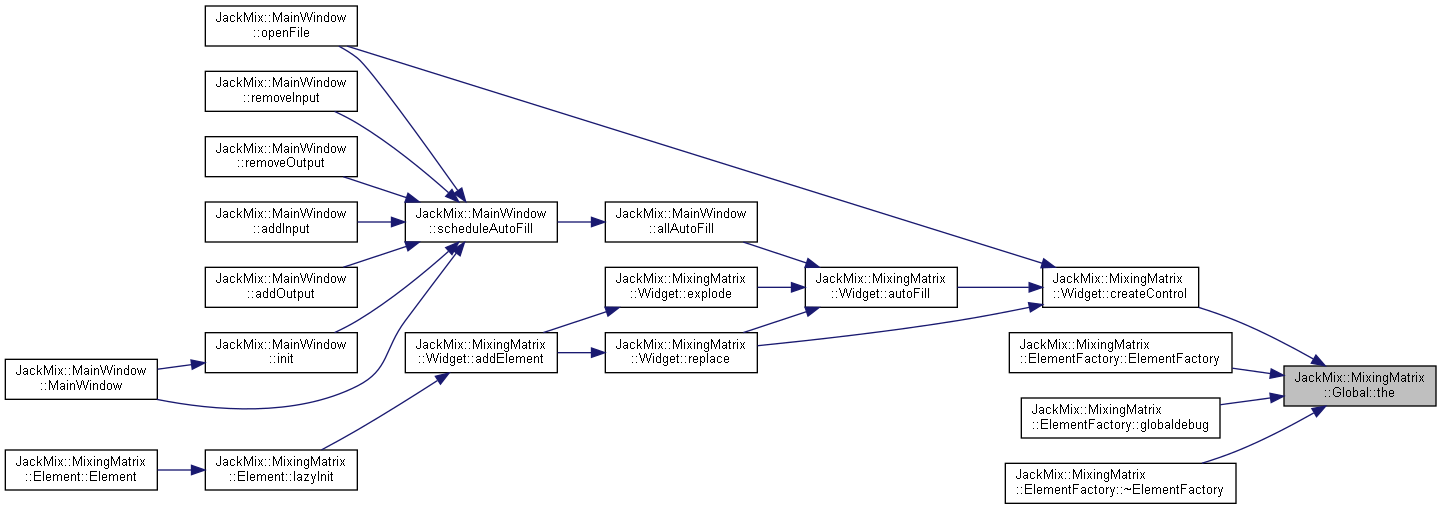 JackMix::MainWindow
::openFile
JackMix::MainWindow
::removeInput
JackMix::MainWindow
::removeOutput
JackMix::MainWindow
::addInput
JackMix::MainWindow
::addOutput
JackMix::MainWindow
::init
JackMix::MainWindow
::MainWindow
JackMix::MixingMatrix
::Element::Element
JackMix::MixingMatrix
::Element::lazyInit
JackMix::MainWindow
::scheduleAutoFill
JackMix::MixingMatrix
::Widget::addElement
JackMix::MainWindow
::allAutoFill
JackMix::MixingMatrix
::Widget::explode
JackMix::MixingMatrix
::Widget::replace
JackMix::MixingMatrix
::Widget::autoFill
JackMix::MixingMatrix
::Widget::createControl
JackMix::MixingMatrix
::ElementFactory::ElementFactory
JackMix::MixingMatrix
::ElementFactory::globaldebug
JackMix::MixingMatrix
::ElementFactory::~ElementFactory
JackMix::MixingMatrix
::Global::the